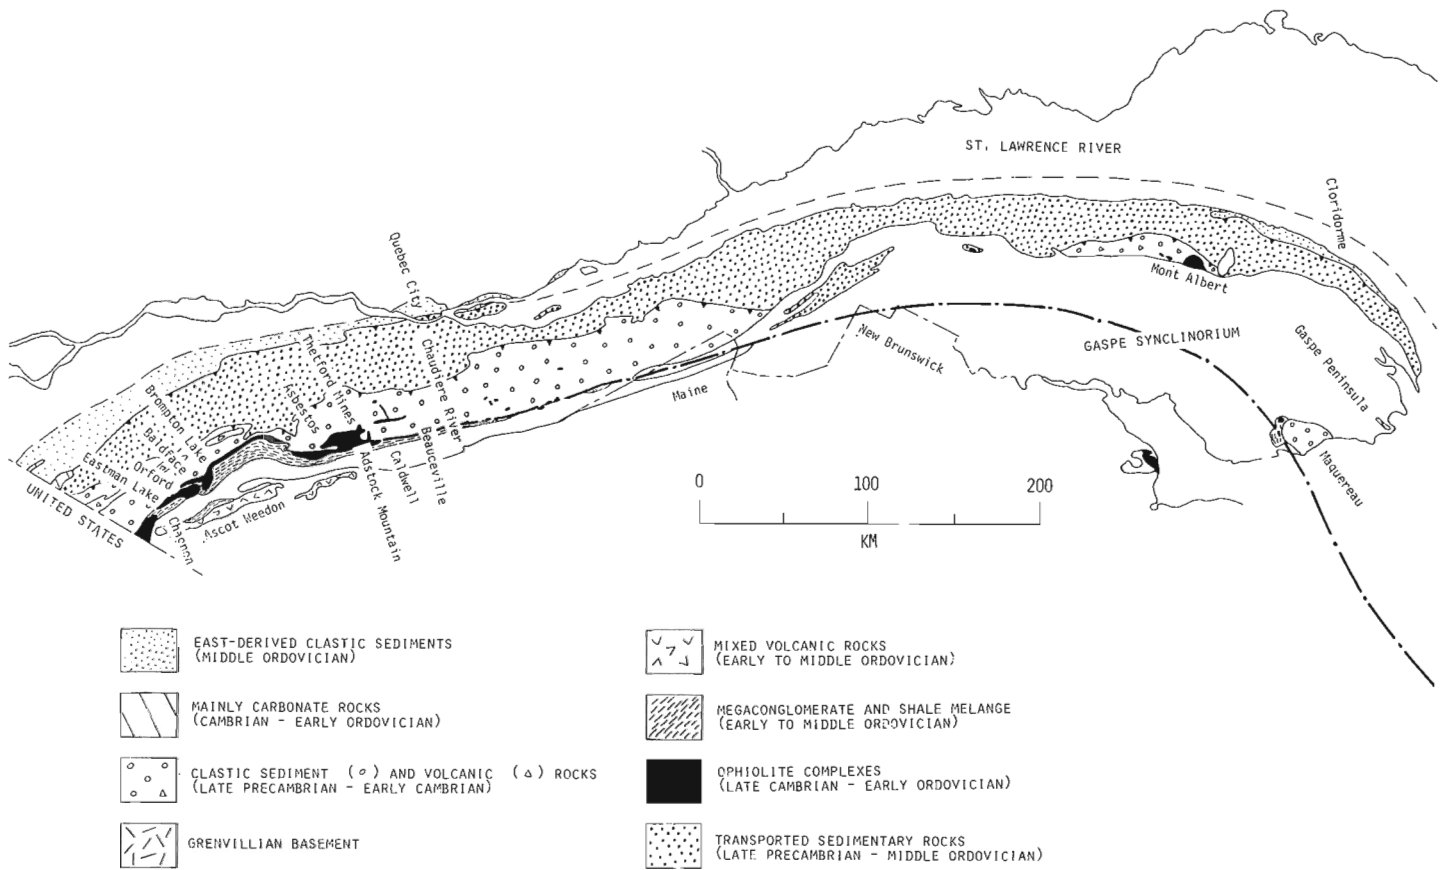 ST. LAWRENCE RIVER
Cloridorme
Quebec City
Mont Albert
GASPE SYNCLINORIUM
Gaspe Peninsula
New Brunswick
Maine
Maquereau
Thetford Mines
Chaudiere River
Asbestos
Brompton Lake
Baldface
Orford
Eastman Lake
UNITED STATES
Chagnon
Ascot Weedon
Adstock Mountain
Caldwell
Beauceville
0 100 200
KM
EAST-DERIVED CLASTIC SEDIMENTS
(MIDDLE ORDOVICIAN)
MAINLY CARBONATE ROCKS
(CAMBRIAN - EARLY ORDOVICIAN)
CLASTIC SEDIMENT (o) AND VOLCANIC (△) ROCKS
(LATE PRECAMBRIAN - EARLY CAMBRIAN)
GRENVILLIAN BASEMENT
MIXED VOLCANIC ROCKS
(EARLY TO MIDDLE ORDOVICIAN)
MEGACONGLOMERATE AND SHALE MELANGE
(EARLY TO MIDDLE ORDOVICIAN)
OPHIOLITE COMPLEXES
(LATE CAMBRIAN - EARLY ORDOVICIAN)
TRANSPORTED SEDIMENTARY ROCKS
(LATE PRECAMBRIAN - MIDDLE ORDOVICIAN)